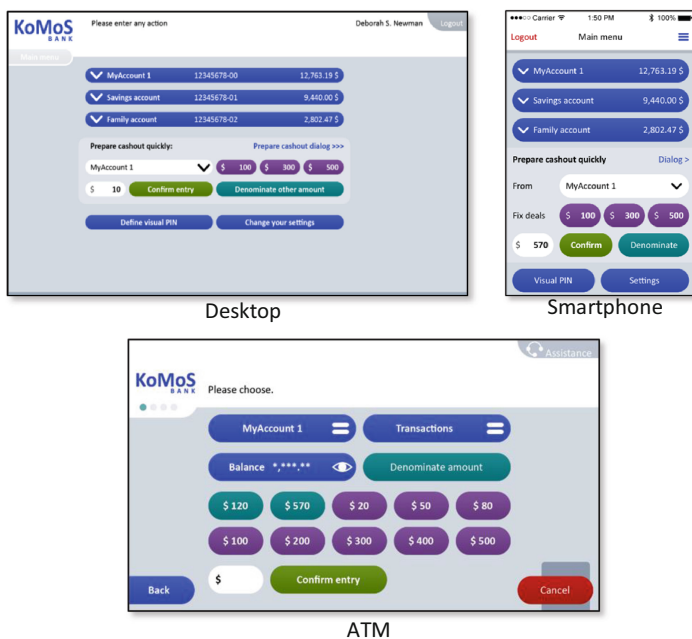 KoMoS
BANK
Please enter any action
Deborah S. Newman
Logout
Main menu
MyAccount 1 12345678-00 12,763.19 $
Savings account 12345678-01 9,440.00 $
Family account 12345678-02 2,802.47 $
Prepare cashout quickly: Prepare cashout dialog >>>
MyAccount 1 $ 100 $ 300 $ 500
$ 10 Confirm entry Denominate other amount
Define visual PIN Change your settings
Desktop
Carrier 1:50 PM 100%
Logout Main menu
MyAccount 1 12,763.19 $
Savings account 9,440.00 $
Family account 2,802.47 $
Prepare cashout quickly Dialog >
From MyAccount 1
Fix deals $ 100 $ 300 $ 500
$ 570 Confirm Denominate
Visual PIN Settings
Smartphone
Assistance
KoMoS
BANK
Please choose.
MyAccount 1 Transactions
Balance *,***.** Denominate amount
$ 120 $ 570 $ 20 $ 50 $ 80
$ 100 $ 200 $ 300 $ 400 $ 500
$ Confirm entry
Back Cancel
ATM